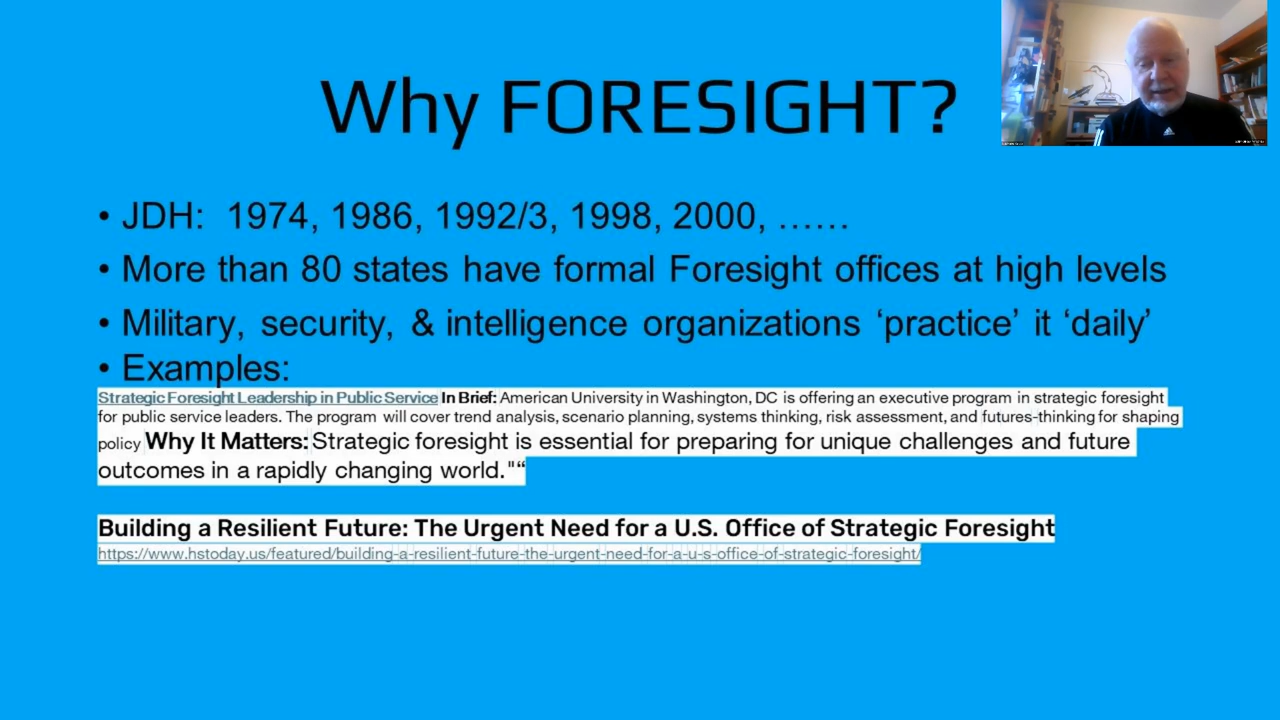 Why FORESIGHT?
• JDH: 1974, 1986, 1992/3, 1998, 2000, ……
• More than 80 states have formal Foresight offices at high levels
• Military, security, & intelligence organizations ‘practice’ it ‘daily’
• Examples:
Strategic Foresight Leadership in Public Service In Brief: American University in Washington, DC is offering an executive program in strategic foresight
for public service leaders. The program will cover trend analysis, scenario planning, systems thinking, risk assessment, and futures-thinking for shaping
policy Why It Matters: Strategic foresight is essential for preparing for unique challenges and future
outcomes in a rapidly changing world."“
Building a Resilient Future: The Urgent Need for a U.S. Office of Strategic Foresight
https://www.hstoday.us/featured/building-a-resilient-future-the-urgent-need-for-a-u-s-office-of-strategic-foresight/